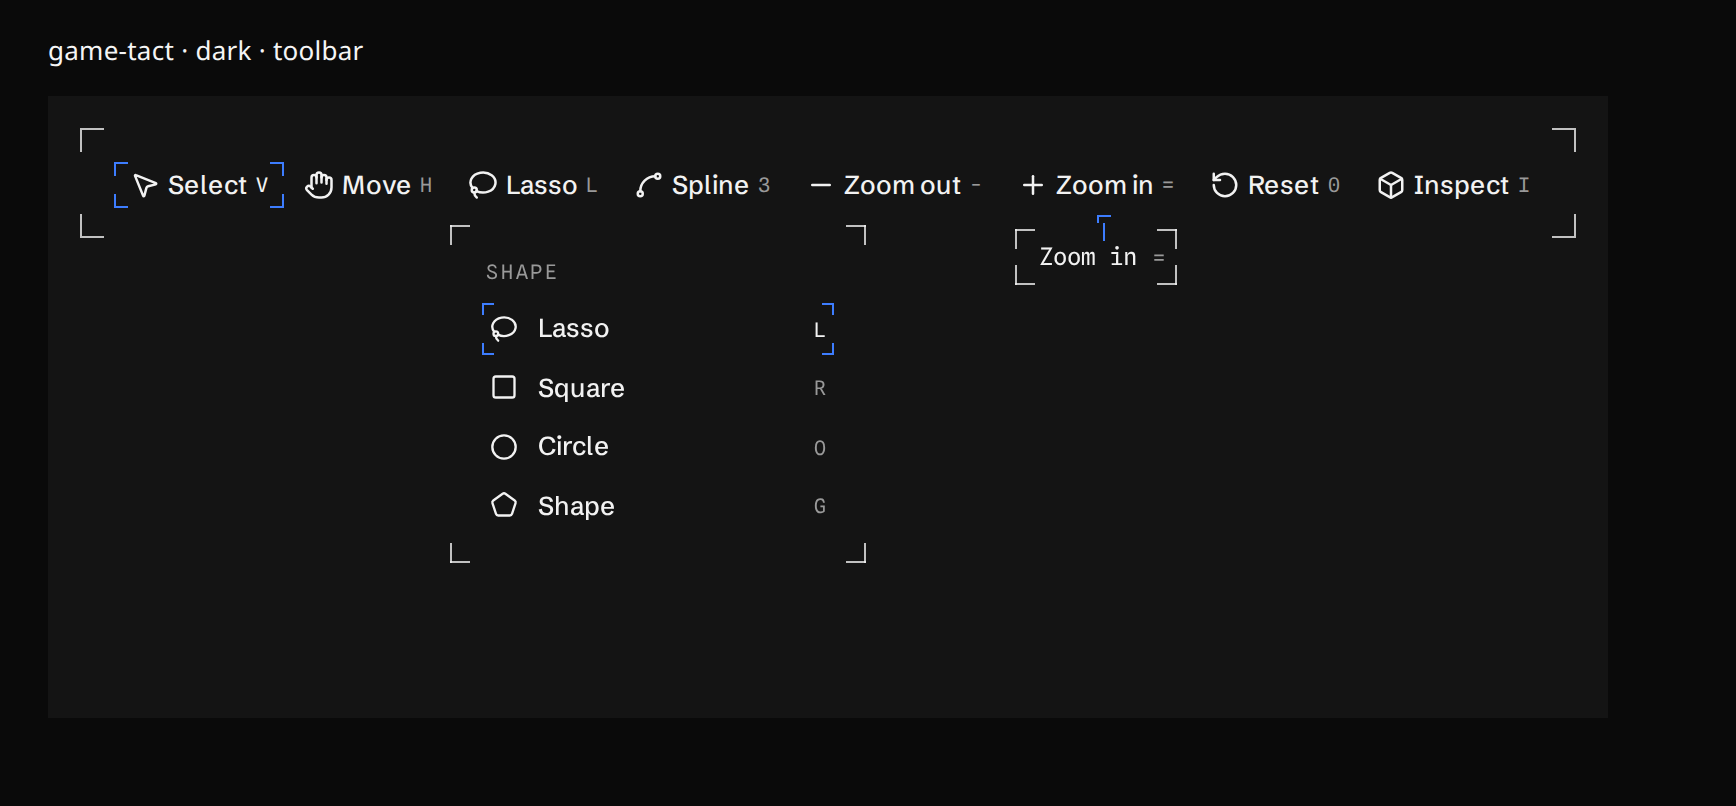 game-tact · dark · toolbar
Select V Move H Lasso L Spline 3 Zoom out - Zoom in = Reset 0 Inspect I
Zoom in =
SHAPE
Lasso L
Square R
Circle O
Shape G